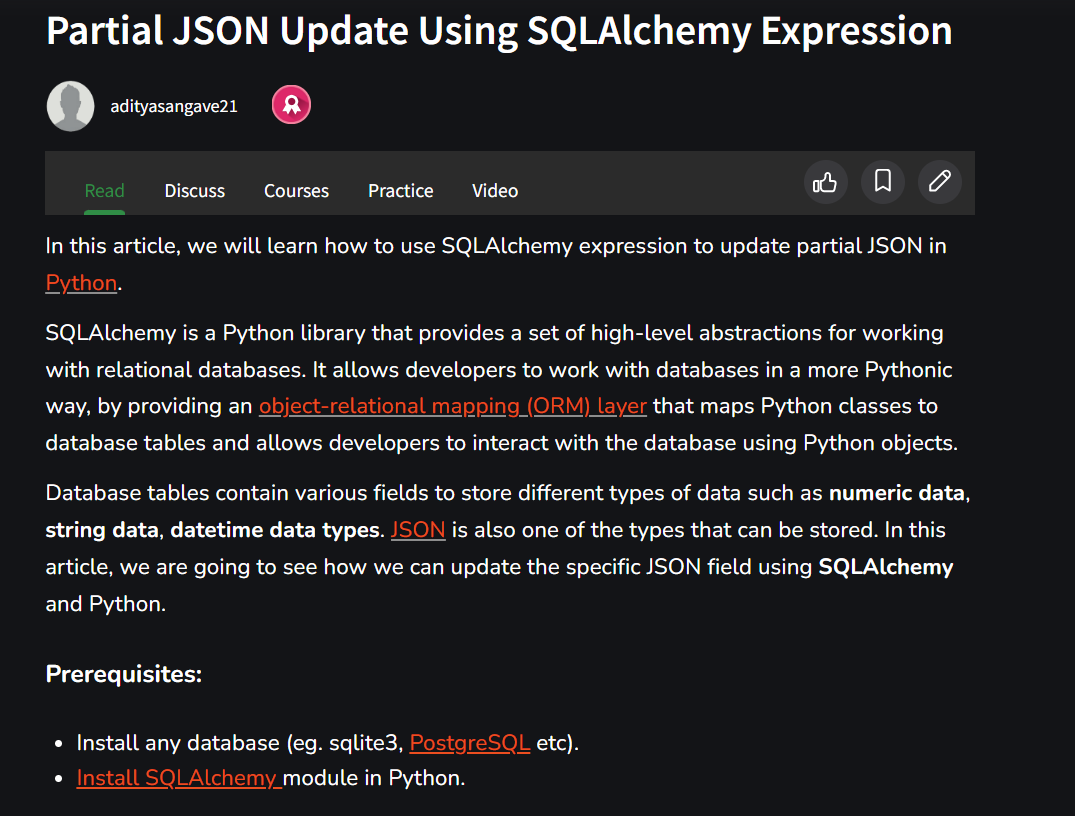 Partial JSON Update Using SQLAlchemy Expression
adityasangave21
Read Discuss Courses Practice Video
In this article, we will learn how to use SQLAlchemy expression to update partial JSON in
Python.
SQLAlchemy is a Python library that provides a set of high-level abstractions for working
with relational databases. It allows developers to work with databases in a more Pythonic
way, by providing an object-relational mapping (ORM) layer that maps Python classes to
database tables and allows developers to interact with the database using Python objects.
Database tables contain various fields to store different types of data such as numeric data,
string data, datetime data types. JSON is also one of the types that can be stored. In this
article, we are going to see how we can update the specific JSON field using SQLAlchemy
and Python.
Prerequisites:
• Install any database (eg. sqlite3, PostgreSQL etc).
• Install SQLAlchemy module in Python.